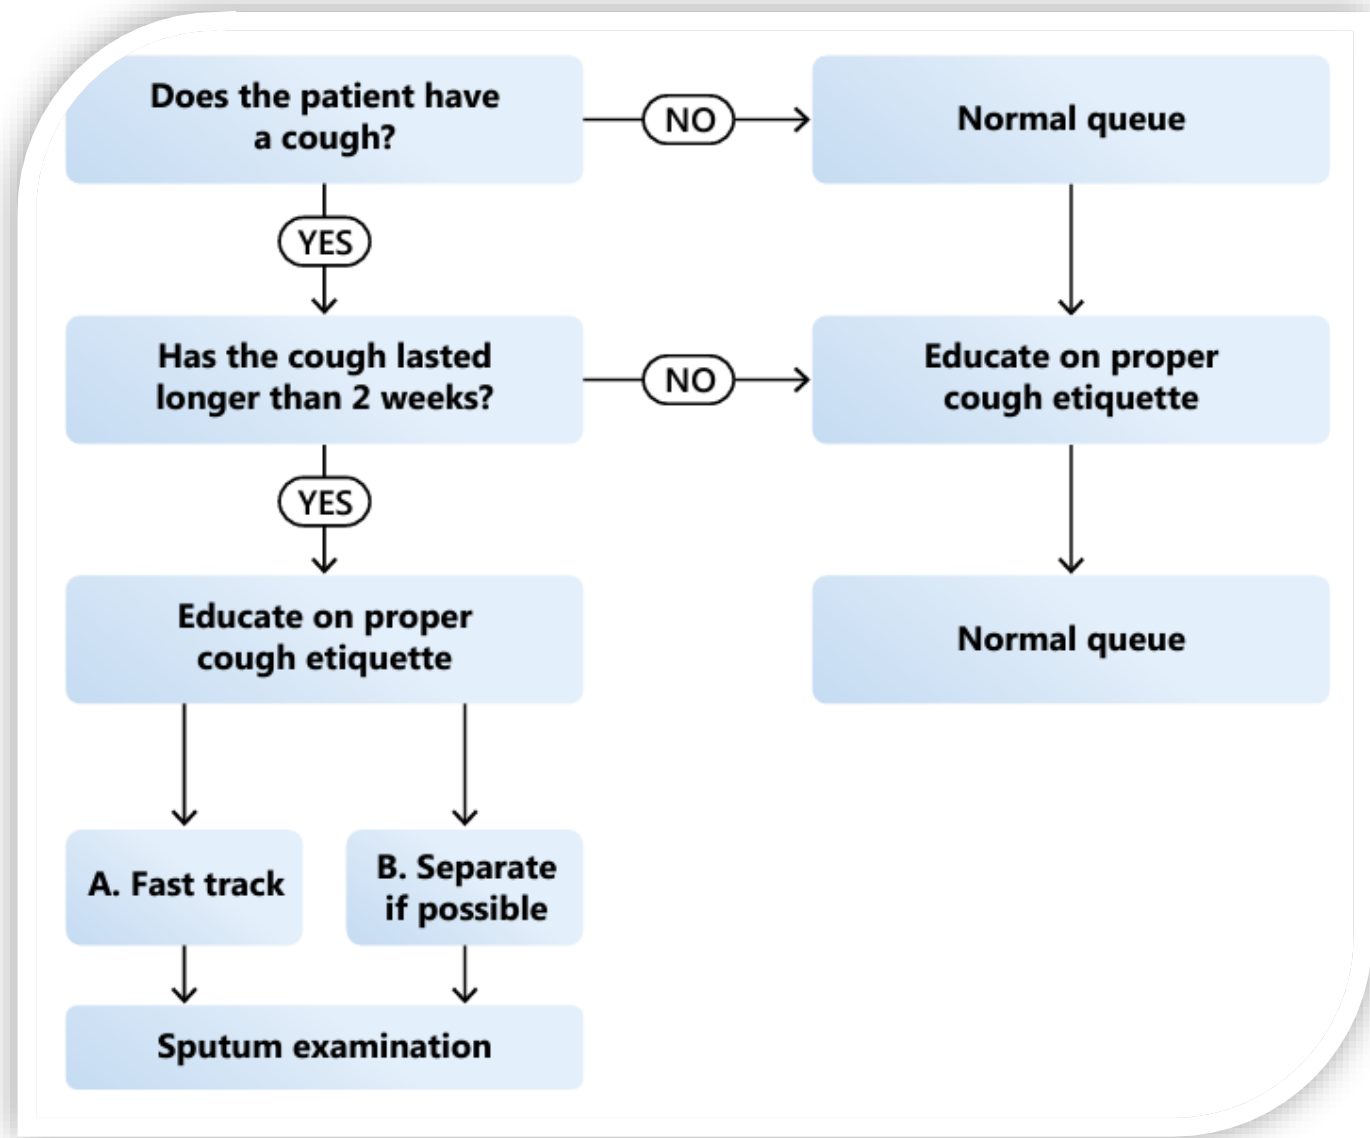 Does the patient have
a cough?
NO
Normal queue
YES
Has the cough lasted
longer than 2 weeks?
NO
Educate on proper
cough etiquette
YES
Educate on proper
cough etiquette
Normal queue
A. Fast track
B. Separate
if possible
Sputum examination